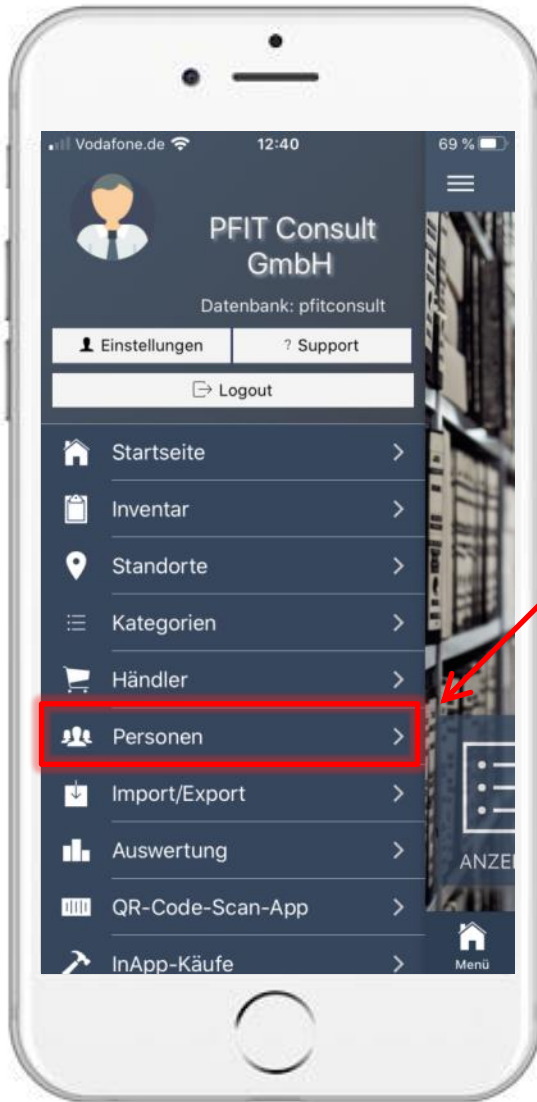 Vodafone.de 12:40 69 %
PFIT Consult
GmbH
Datenbank: pfitconsult
Einstellungen ? Support
Logout
Startseite
Inventar
Standorte
Kategorien
Händler
Personen
Import/Export
Auswertung
ANZEI
QR-Code-Scan-App
InApp-Käufe
Menü